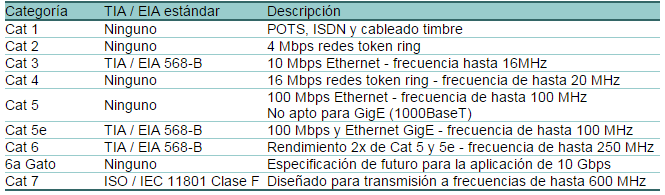 Categoría TIA / EIA estándar Descripción
Cat 1 Ninguno POTS, ISDN y cableado timbre
Cat 2 Ninguno 4 Mbps redes token ring
Cat 3 TIA / EIA 568-B 10 Mbps Ethernet - frecuencia hasta 16MHz
Cat 4 Ninguno 16 Mbps redes token ring - frecuencia de hasta 20 MHz
Cat 5 Ninguno 100 Mbps Ethernet - frecuencia de hasta 100 MHz
No apto para GigE (1000BaseT)
Cat 5e TIA / EIA 568-B 100 Mbps y Ethernet GigE - frecuencia de hasta 100 MHz
Cat 6 TIA / EIA 568-B Rendimiento 2x de Cat 5 y 5e - frecuencia de hasta 250 MHz
6a Gato Ninguno Especificación de futuro para la aplicación de 10 Gbps
Cat 7 ISO / IEC 11801 Clase F Diseñado para transmisión a frecuencias de hasta 600 MHz